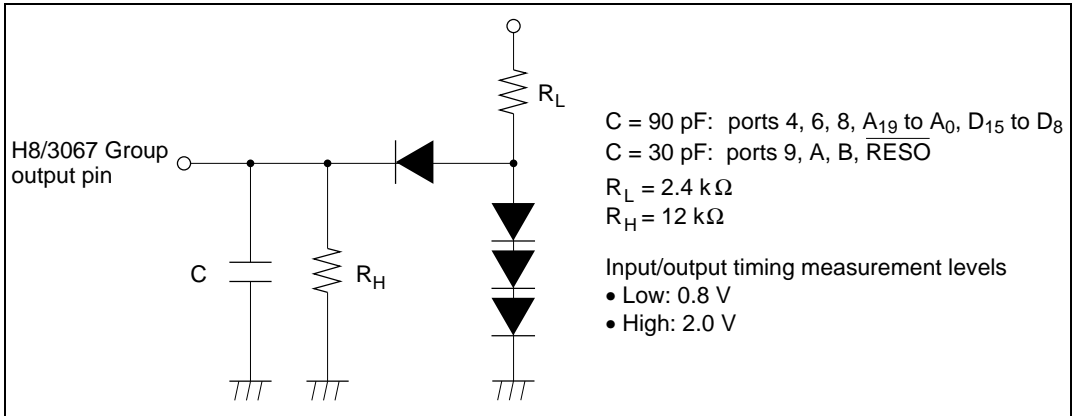 H8/3067 Group
output pin
C
R_H
R_L
C = 90 pF: ports 4, 6, 8, A₁₉ to A₀, D₁₅ to D₈
C = 30 pF: ports 9, A, B, R̅E̅S̅O̅
R_L = 2.4 kΩ
R_H = 12 kΩ
Input/output timing measurement levels
• Low: 0.8 V
• High: 2.0 V